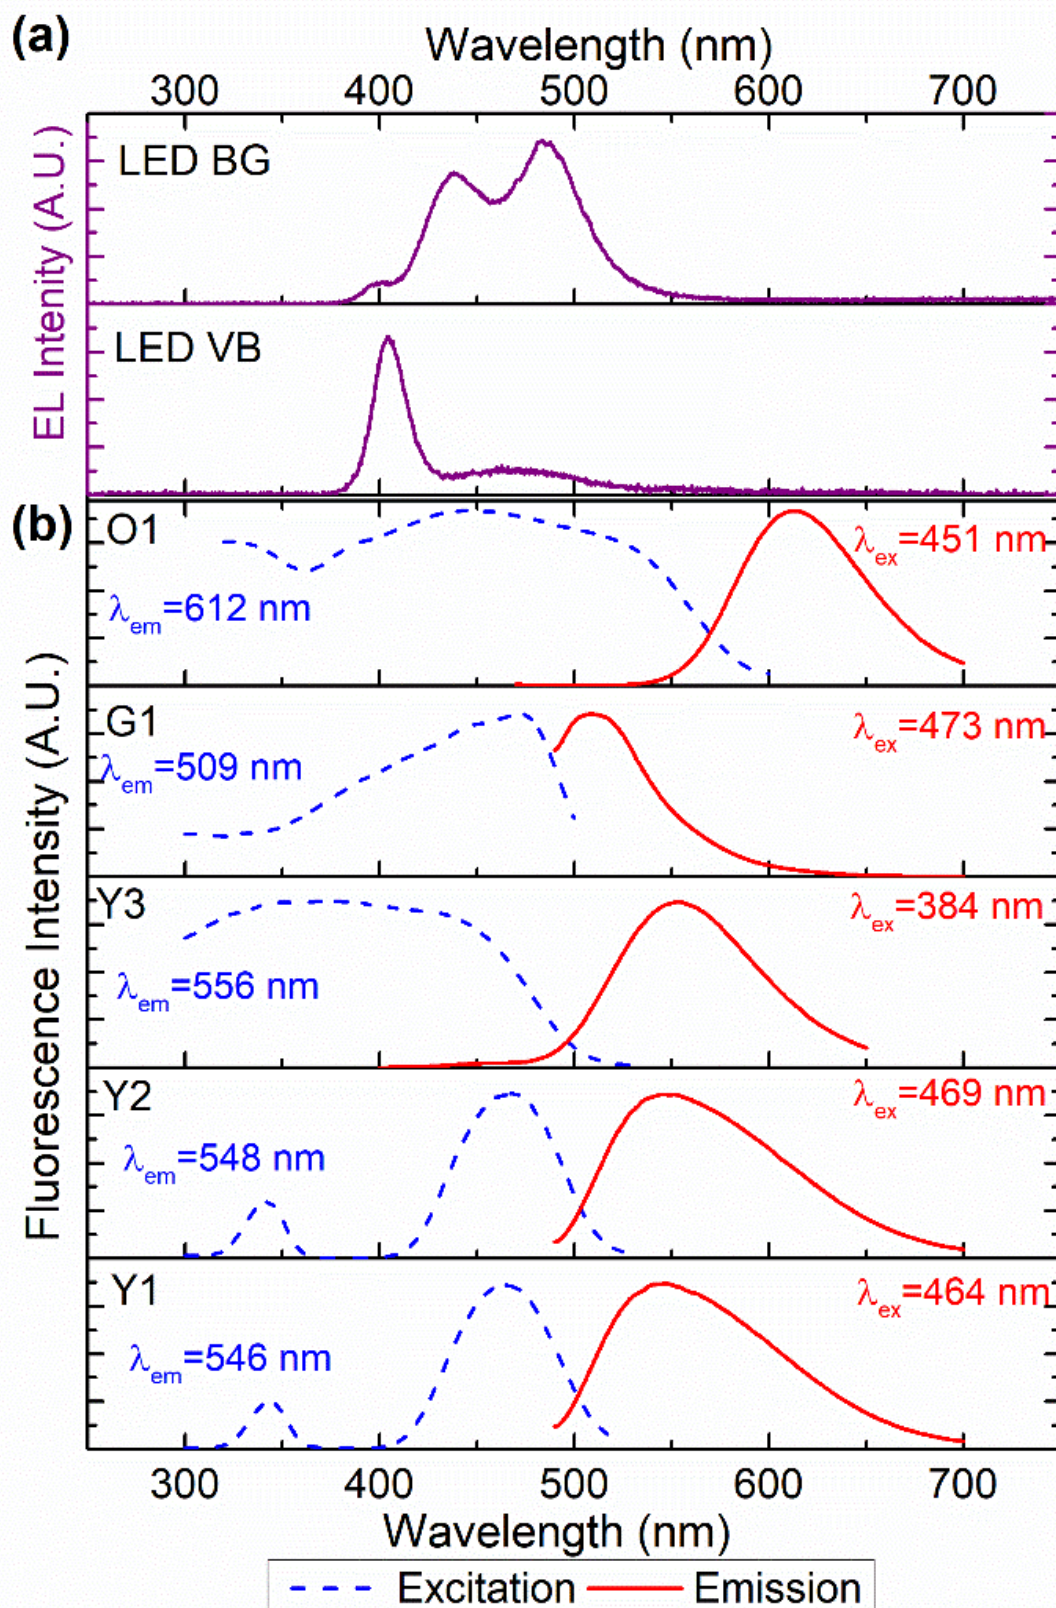 (a)
Wavelength (nm)
300 400 500 600 700
EL Intenity (A.U.)
LED BG
LED VB
(b)
Fluorescence Intensity (A.U.)
O1
λem=612 nm
λex=451 nm
G1
λem=509 nm
λex=473 nm
Y3
λem=556 nm
λex=384 nm
Y2
λem=548 nm
λex=469 nm
Y1
λem=546 nm
λex=464 nm
300 400 500 600 700
Wavelength (nm)
Excitation Emission